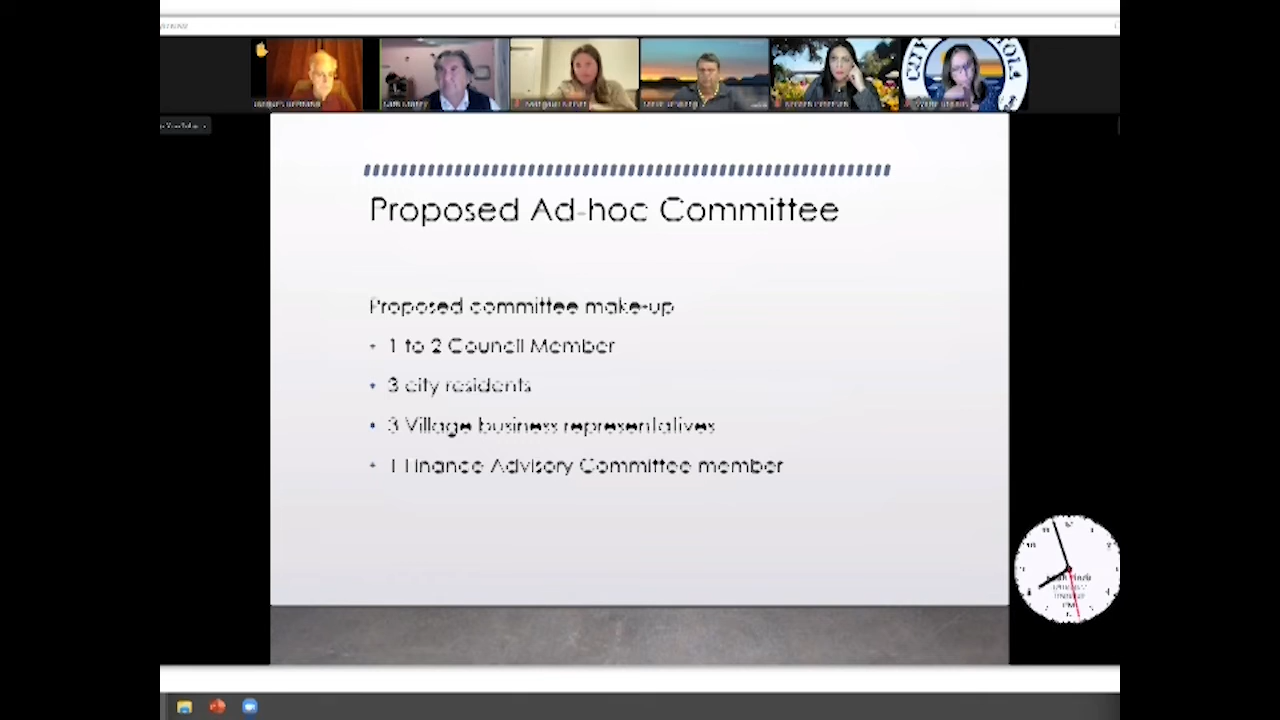 Proposed Ad-hoc Committee
Proposed committee make-up
• 1 to 2 Council Member
• 3 city residents
• 3 Village business representatives
• 1 Finance Advisory Committee member